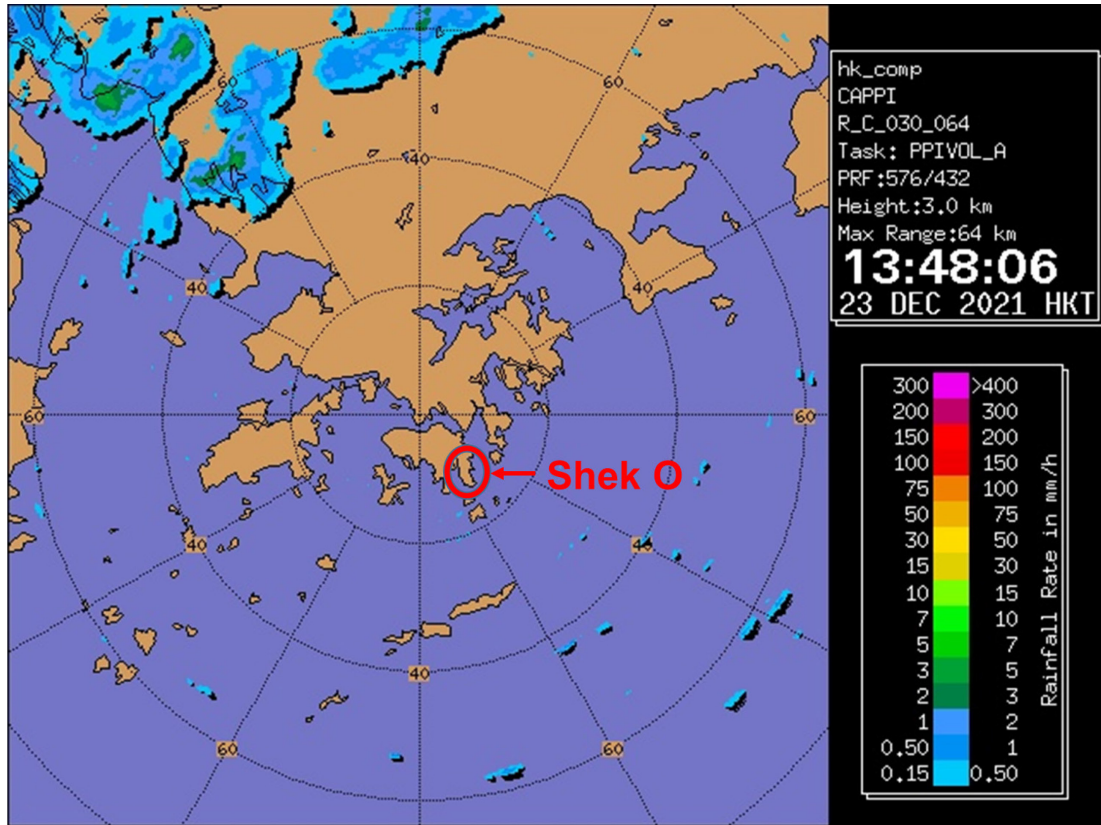 hk_comp
CAPPI
R_C_030_064
Task: PPIVOL_A
PRF:576/432
Height:3.0 km
Max Range:64 km
13:48:06
23 DEC 2021 HKT
60
60
40
40
40
60
60
Shek O
40
40
40
60
60
300 >400
200 300
150 200
100 150
75 100
50 75
30 50
15 30
10 15
7 10
5 7
3 5
2 3
1 2
0.50 1
0.15 0.50
Rainfall Rate in mm/h